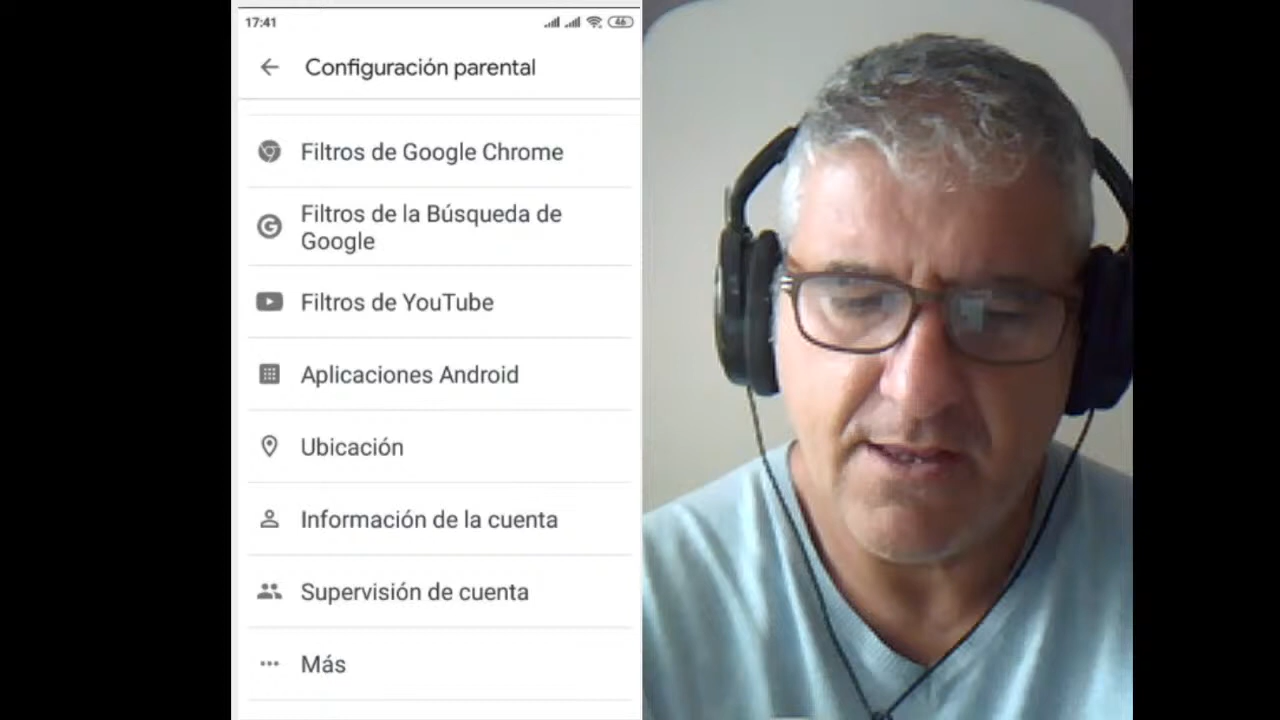 17:41
46
Configuración parental
Filtros de Google Chrome
Filtros de la Búsqueda de
Google
Filtros de YouTube
Aplicaciones Android
Ubicación
Información de la cuenta
Supervisión de cuenta
Más